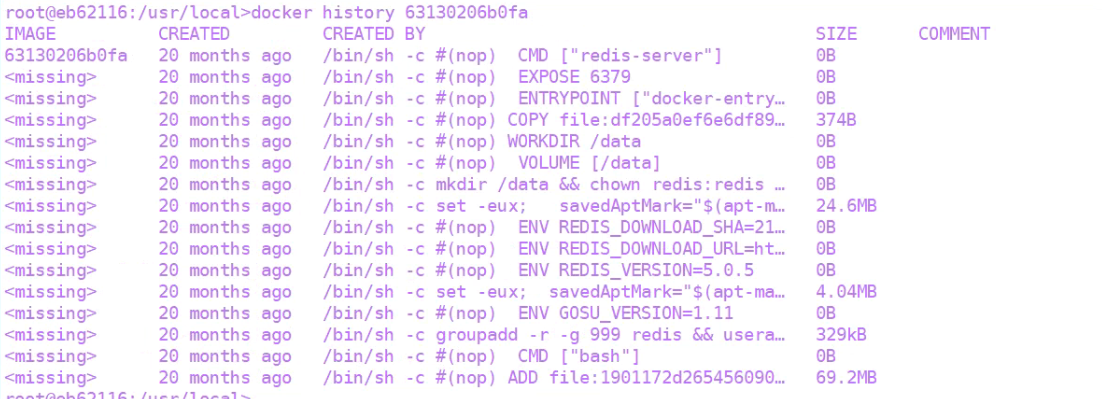 root@eb62116:/usr/local>docker history 63130206b0fa
IMAGE CREATED CREATED BY SIZE COMMENT
63130206b0fa 20 months ago /bin/sh -c #(nop) CMD ["redis-server"] 0B
<missing> 20 months ago /bin/sh -c #(nop) EXPOSE 6379 0B
<missing> 20 months ago /bin/sh -c #(nop) ENTRYPOINT ["docker-entry… 0B
<missing> 20 months ago /bin/sh -c #(nop) COPY file:df205a0ef6e6df89… 374B
<missing> 20 months ago /bin/sh -c #(nop) WORKDIR /data 0B
<missing> 20 months ago /bin/sh -c #(nop) VOLUME [/data] 0B
<missing> 20 months ago /bin/sh -c mkdir /data && chown redis:redis … 0B
<missing> 20 months ago /bin/sh -c set -eux; savedAptMark="$(apt-m… 24.6MB
<missing> 20 months ago /bin/sh -c #(nop) ENV REDIS_DOWNLOAD_SHA=21… 0B
<missing> 20 months ago /bin/sh -c #(nop) ENV REDIS_DOWNLOAD_URL=ht… 0B
<missing> 20 months ago /bin/sh -c #(nop) ENV REDIS_VERSION=5.0.5 0B
<missing> 20 months ago /bin/sh -c set -eux; savedAptMark="$(apt-ma… 4.04MB
<missing> 20 months ago /bin/sh -c #(nop) ENV GOSU_VERSION=1.11 0B
<missing> 20 months ago /bin/sh -c groupadd -r -g 999 redis && usera… 329kB
<missing> 20 months ago /bin/sh -c #(nop) CMD ["bash"] 0B
<missing> 20 months ago /bin/sh -c #(nop) ADD file:1901172d265456090… 69.2MB
root@eb62116:/usr/local>